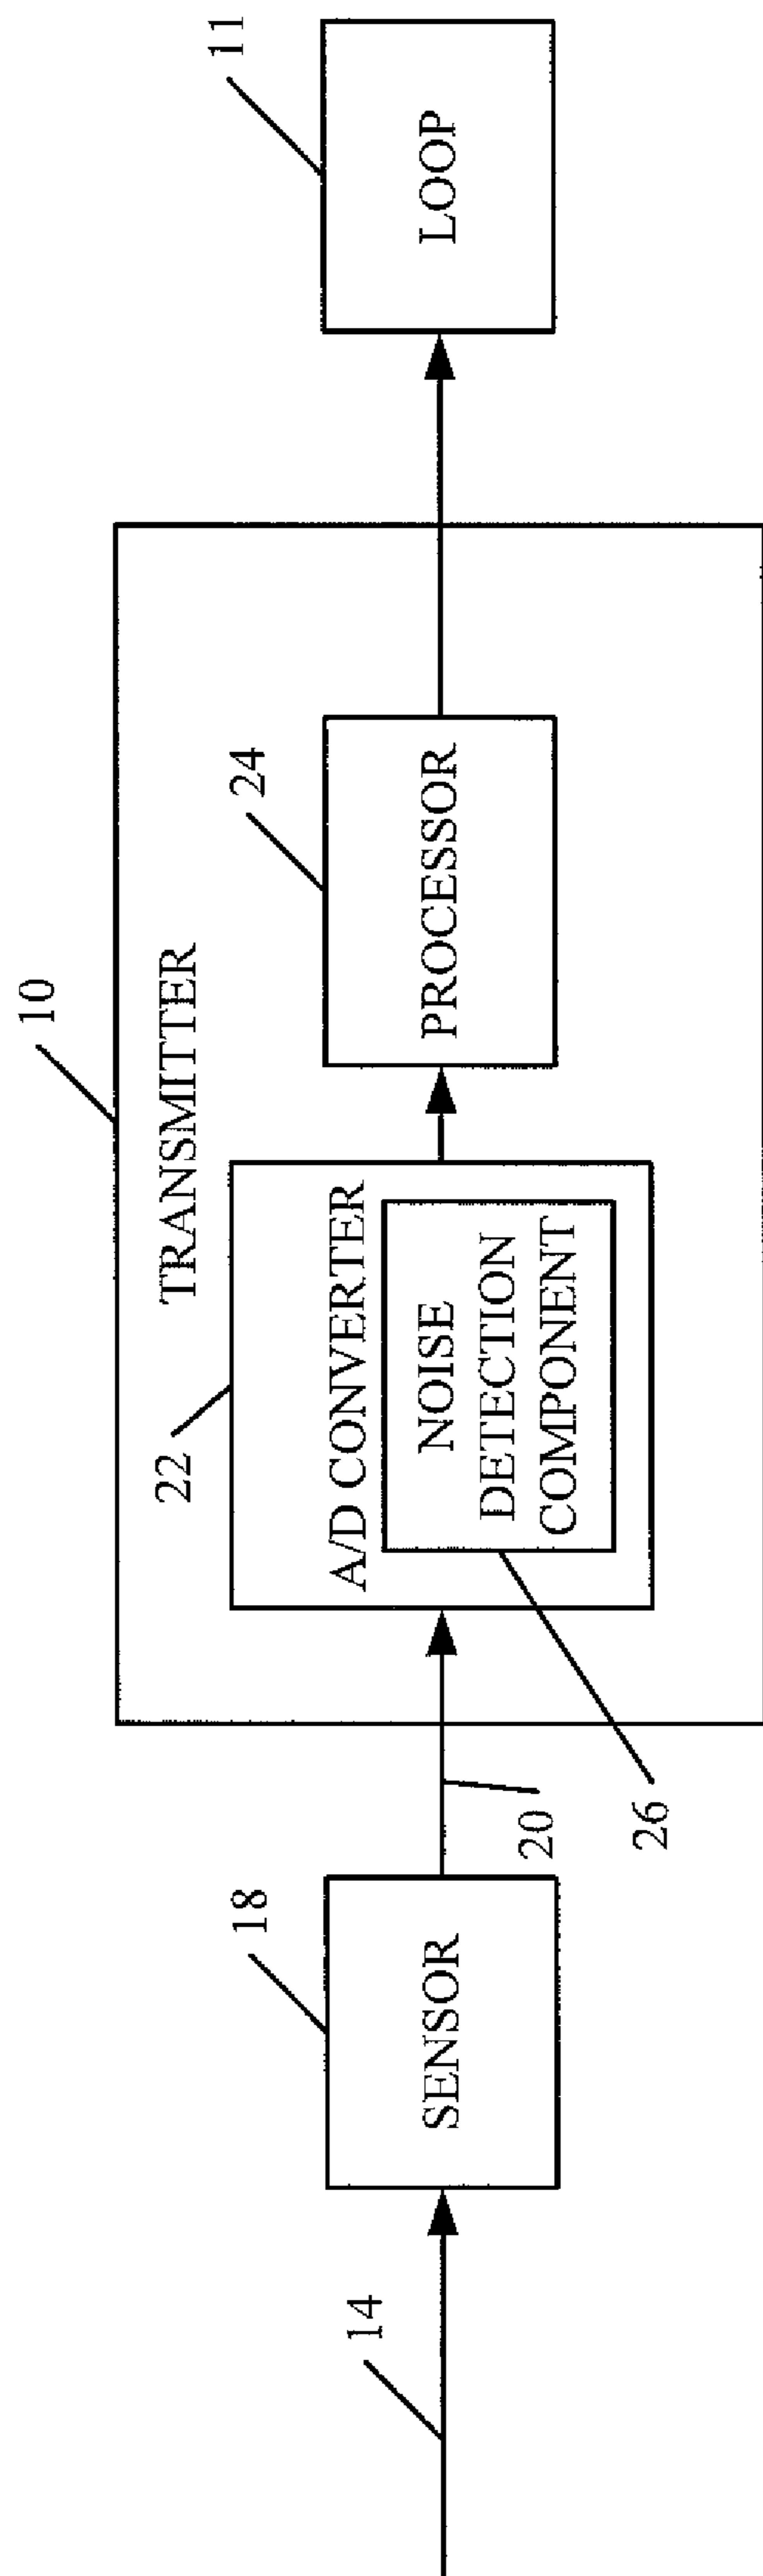 10
TRANSMITTER
14
18
SENSOR
20
22
A/D CONVERTER
NOISE
DETECTION
COMPONENT
26
24
PROCESSOR
11
LOOP